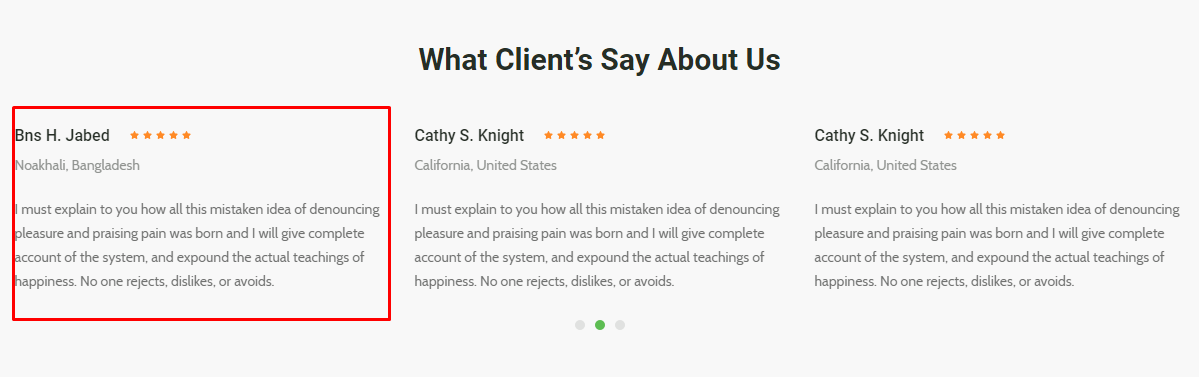 What Client’s Say About Us
Bns H. Jabed
Noakhali, Bangladesh
I must explain to you how all this mistaken idea of denouncing
pleasure and praising pain was born and I will give complete
account of the system, and expound the actual teachings of
happiness. No one rejects, dislikes, or avoids.
Cathy S. Knight
California, United States
I must explain to you how all this mistaken idea of denouncing
pleasure and praising pain was born and I will give complete
account of the system, and expound the actual teachings of
happiness. No one rejects, dislikes, or avoids.
Cathy S. Knight
California, United States
I must explain to you how all this mistaken idea of denouncing
pleasure and praising pain was born and I will give complete
account of the system, and expound the actual teachings of
happiness. No one rejects, dislikes, or avoids.